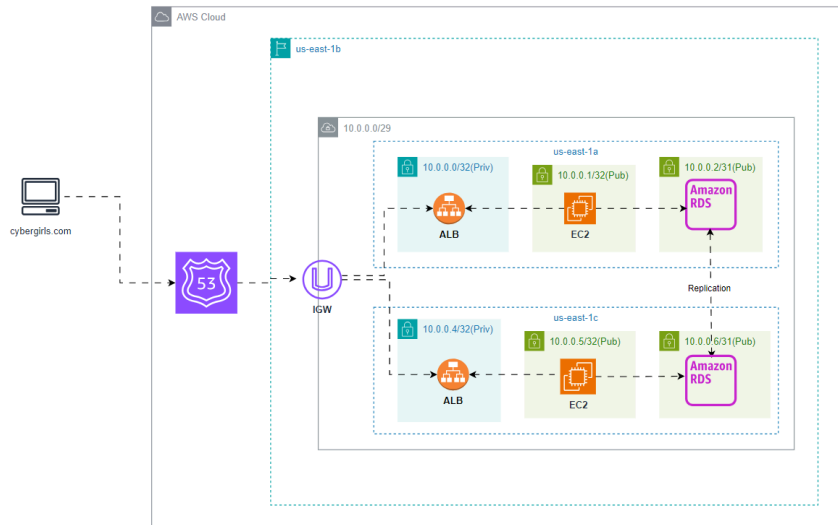 AWS Cloud
us-east-1b
10.0.0.0/29
us-east-1a
10.0.0.0/32(Priv)
10.0.0.1/32(Pub)
10.0.0.2/31(Pub)
Amazon
RDS
ALB
EC2
cybergirls.com
53
IGW
Replication
us-east-1c
10.0.0.4/32(Priv)
10.0.0.5/32(Pub)
10.0.0.6/31(Pub)
Amazon
RDS
ALB
EC2